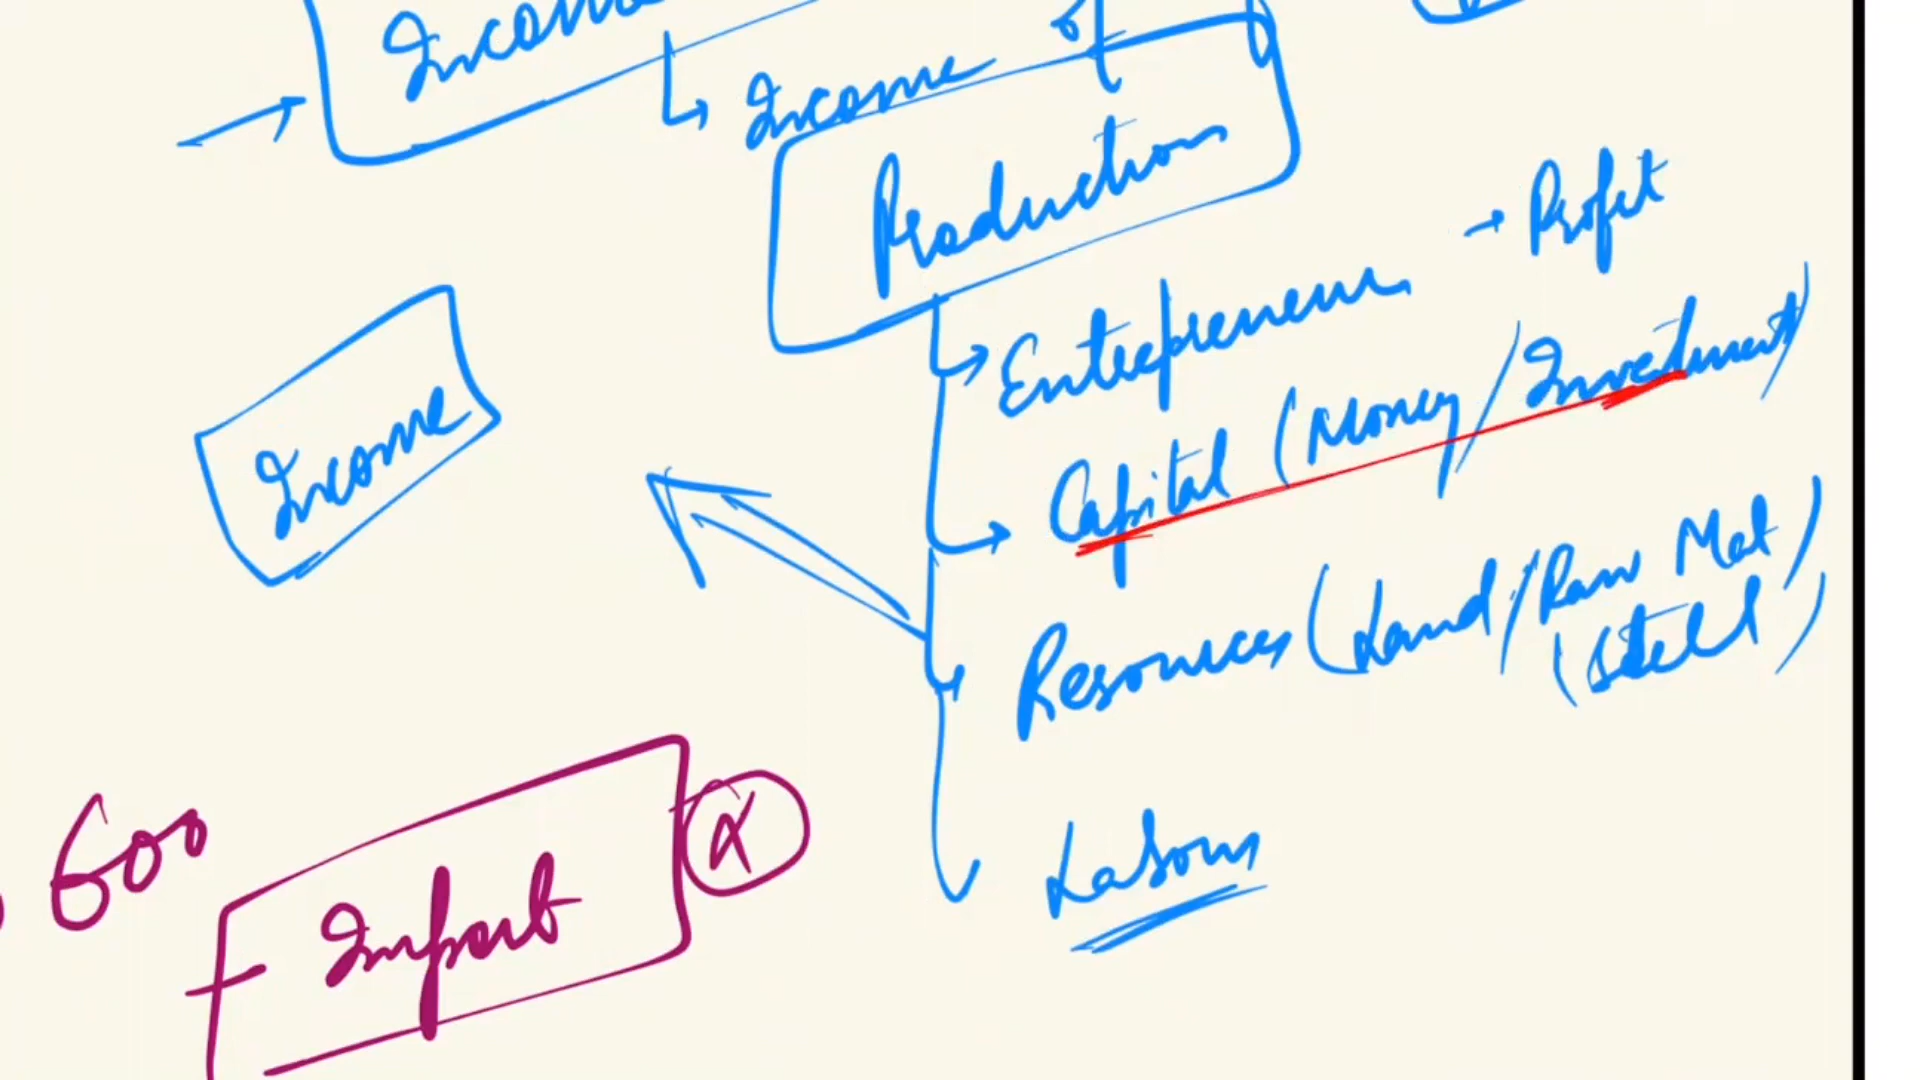 Income
Income of
Production
→ Profit
Entrepreneur
Capital (Money / Investment)
Income
Resources (Land / Raw Mat)
(Steel)
Labour
600
- Import X